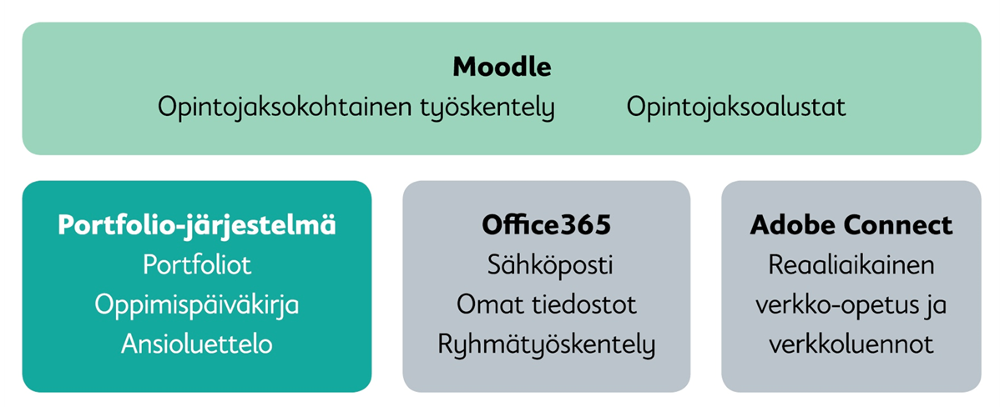 Moodle
Opintojaksokohtainen työskentely Opintojaksoalustat
Portfolio-järjestelmä
Portfoliot
Oppimispäiväkirja
Ansioluettelo
Office365
Sähköposti
Omat tiedostot
Ryhmätyöskentely
Adobe Connect
Reaaliaikainen
verkko-opetus ja
verkkoluennot